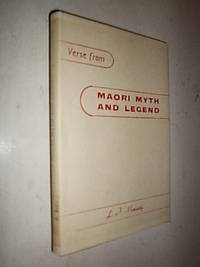 Verse from
MAORI MYTH
AND LEGEND